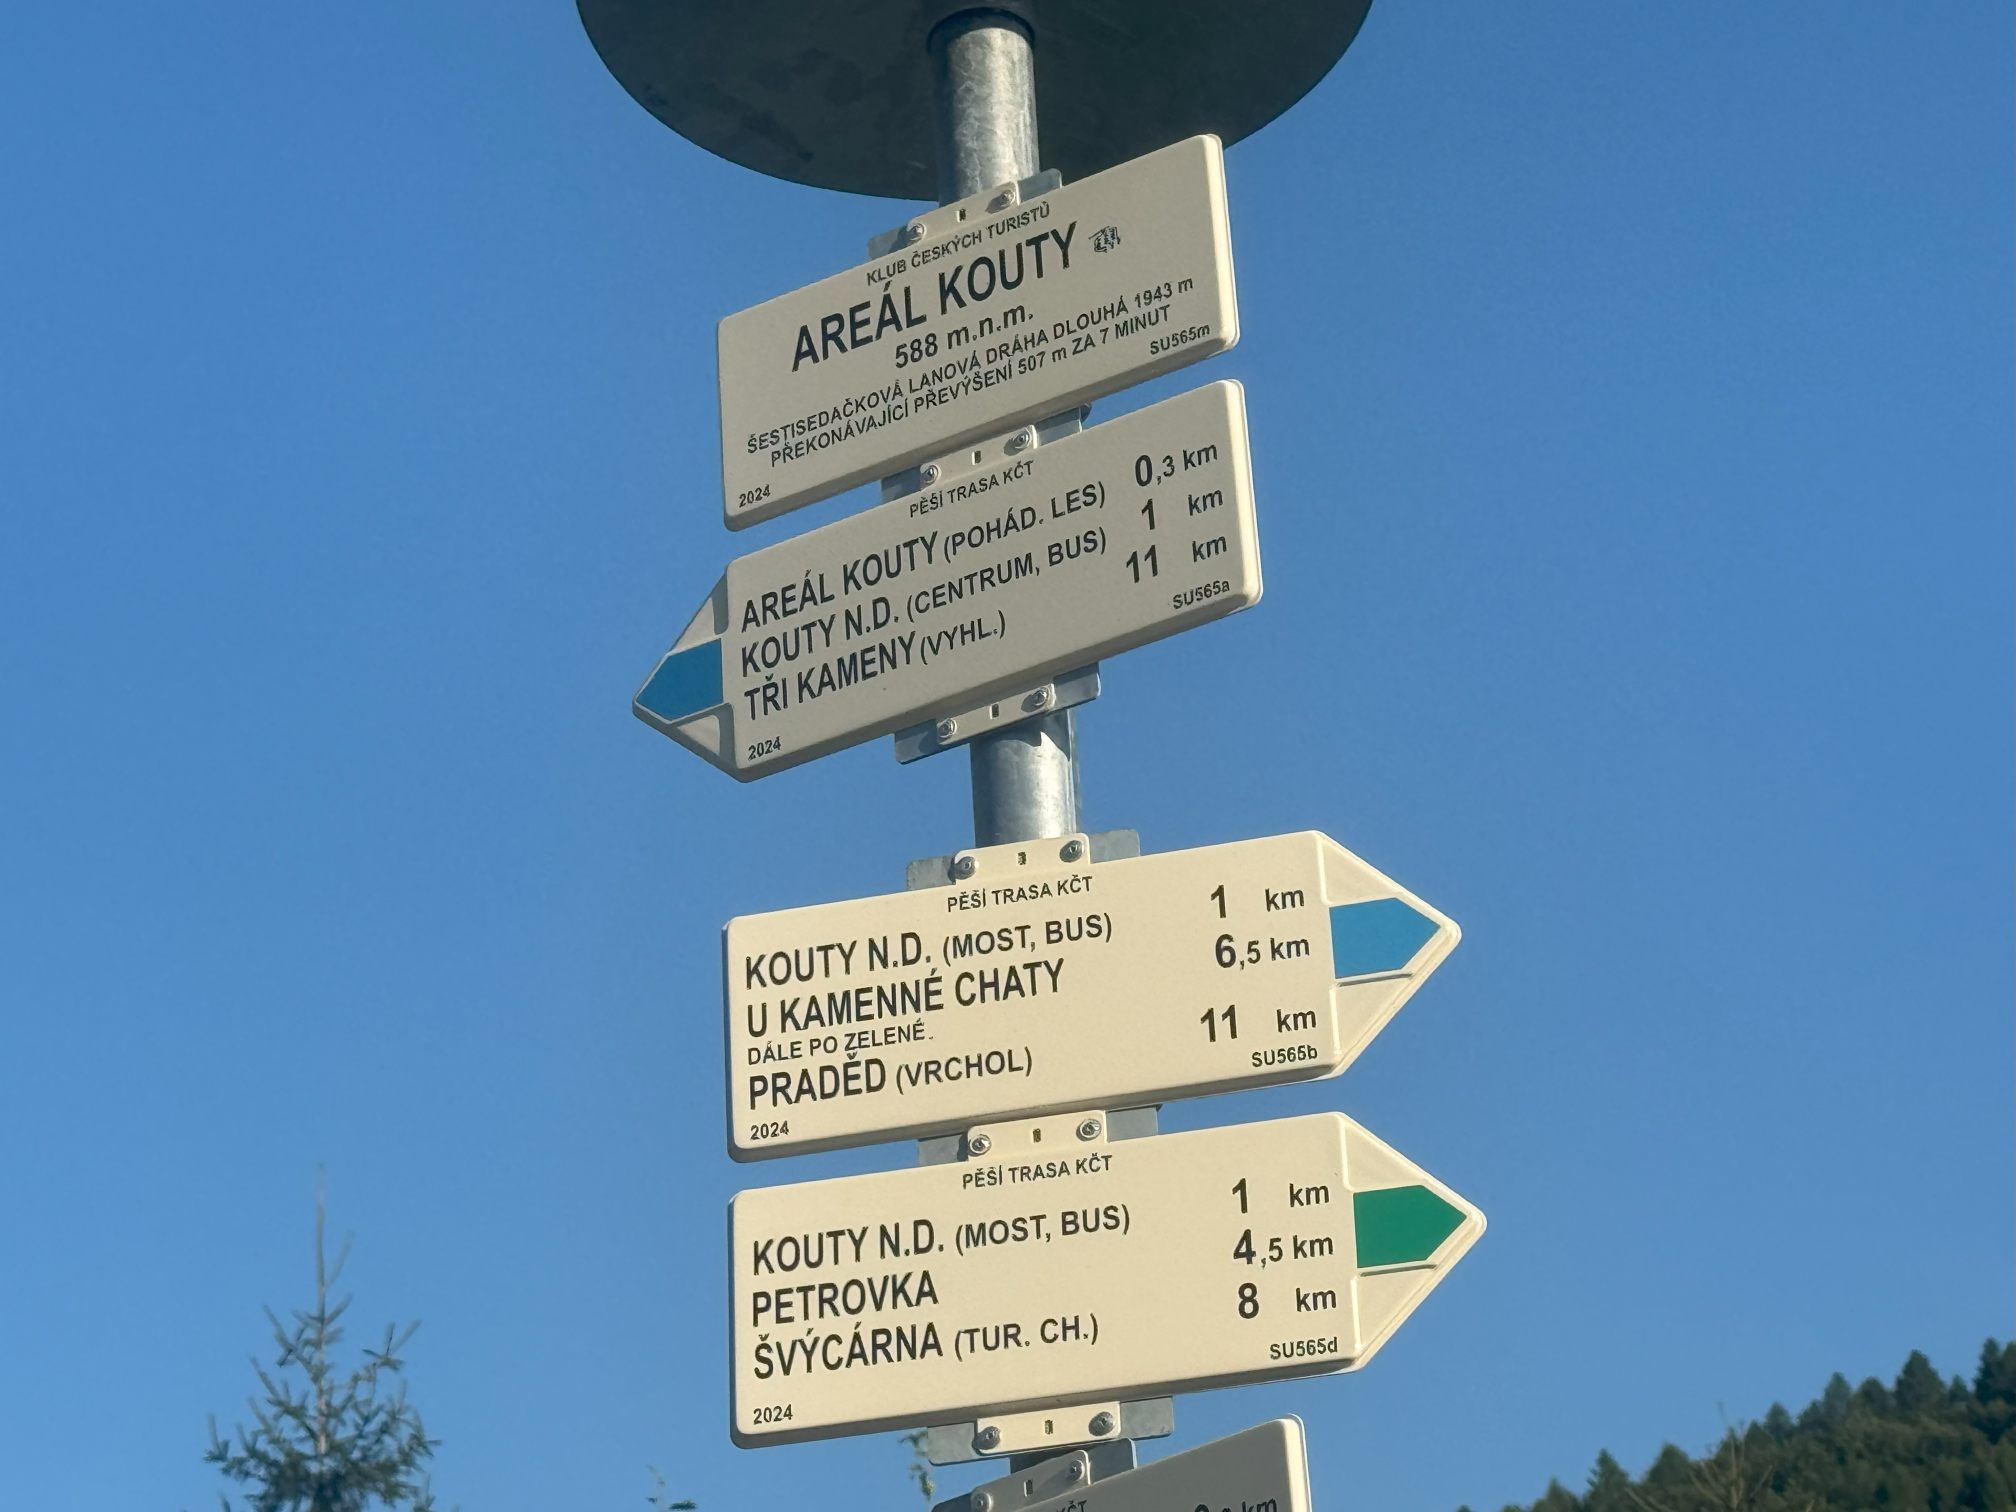 KLUB ČESKÝCH TURISTŮ
AREÁL KOUTY
588 m.n.m.
ŠESTISEDAČKOVÁ LANOVÁ DRÁHA DLOUHÁ 1943 m
PŘEKONÁVAJÍCÍ PŘEVÝŠENÍ 507 m ZA 7 MINUT
2024 SU565m
PĚŠÍ TRASA KČT
AREÁL KOUTY (POHÁD. LES) 0,3 km
KOUTY N.D. (CENTRUM, BUS) 1 km
TŘI KAMENY (VYHL.) 11 km
2024 SU565a
PĚŠÍ TRASA KČT
KOUTY N.D. (MOST, BUS) 1 km
U KAMENNÉ CHATY 6,5 km
DÁLE PO ZELENÉ
PRADĚD (VRCHOL) 11 km
2024 SU565b
PĚŠÍ TRASA KČT
KOUTY N.D. (MOST, BUS) 1 km
PETROVKA 4,5 km
ŠVÝCÁRNA (TUR. CH.) 8 km
2024 SU565d
KČT
km